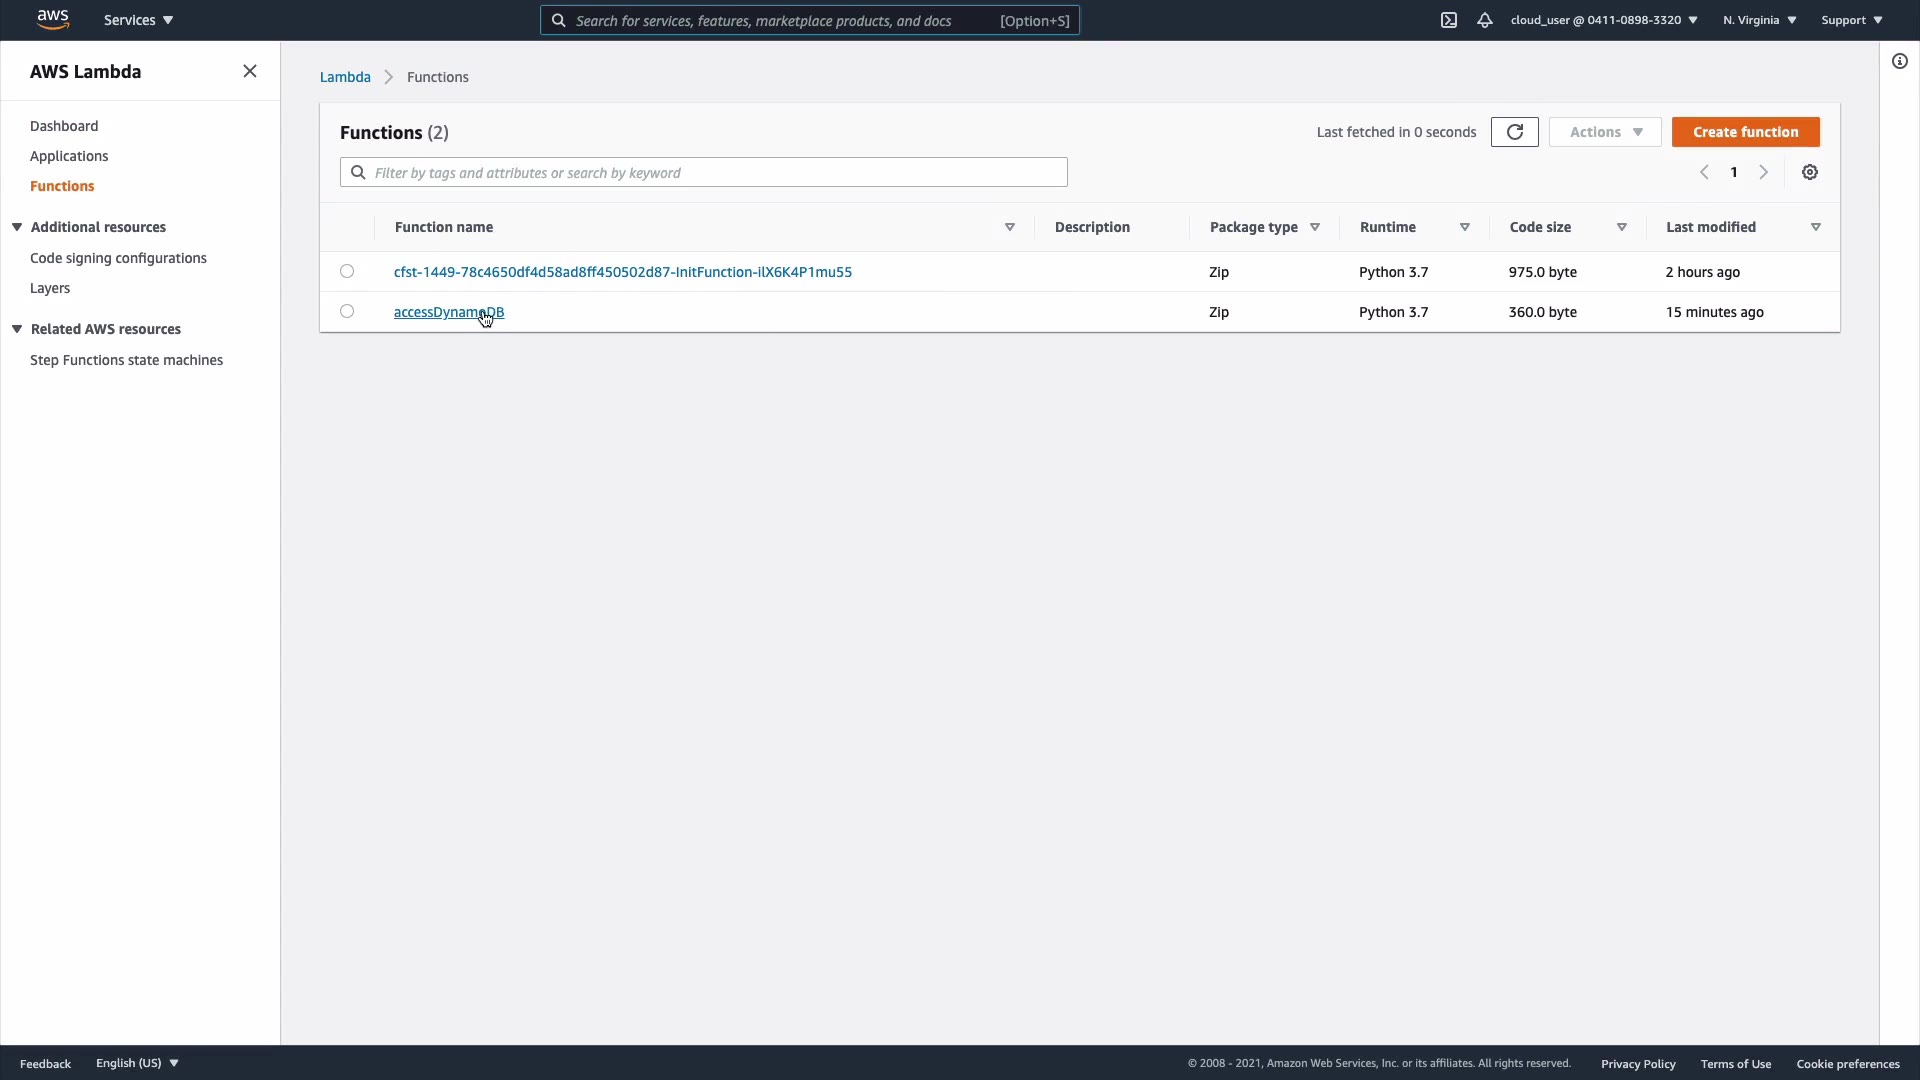 aws Services Search for services, features, marketplace products, and docs [Option+S] cloud_user @ 0411-0898-3320 N. Virginia Support
AWS Lambda
Dashboard
Applications
Functions
Additional resources
Code signing configurations
Layers
Related AWS resources
Step Functions state machines
Lambda Functions
Functions (2) Last fetched in 0 seconds Actions Create function
Filter by tags and attributes or search by keyword 1
Function name Description Package type Runtime Code size Last modified
cfst-1449-78c4650df4d58ad8ff450502d87-InitFunction-ilX6K4P1mu55 Zip Python 3.7 975.0 byte 2 hours ago
accessDynamoDB Zip Python 3.7 360.0 byte 15 minutes ago
Feedback English (US) © 2008 - 2021, Amazon Web Services, Inc. or its affiliates. All rights reserved. Privacy Policy Terms of Use Cookie preferences